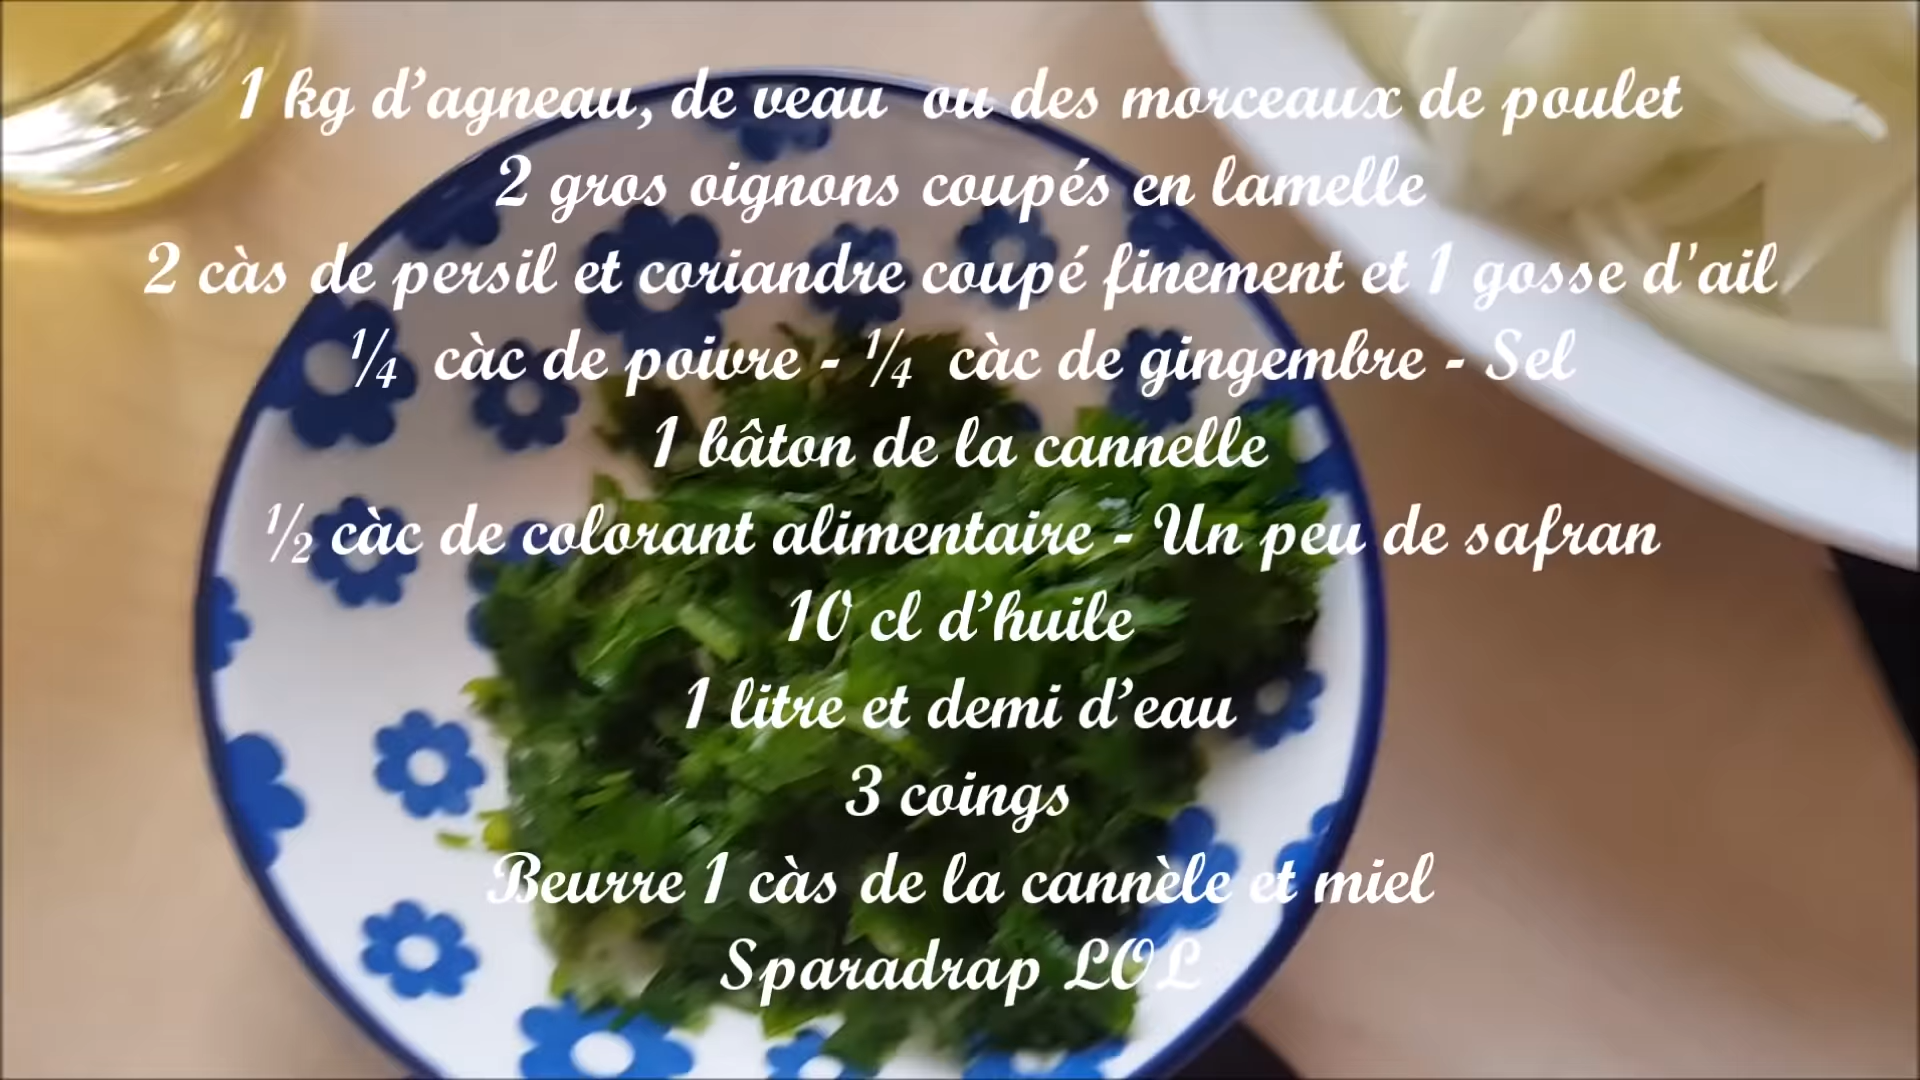 1 kg d’agneau, de veau ou des morceaux de poulet
2 gros oignons coupés en lamelle
2 càs de persil et coriandre coupé finement et 1 gosse d'ail
¼ càc de poivre - ¼ càc de gingembre - Sel
1 bâton de la cannelle
½ càc de colorant alimentaire - Un peu de safran
10 cl d’huile
1 litre et demi d’eau
3 coings
Beurre 1 càs de la cannèle et miel
Sparadrap LOL